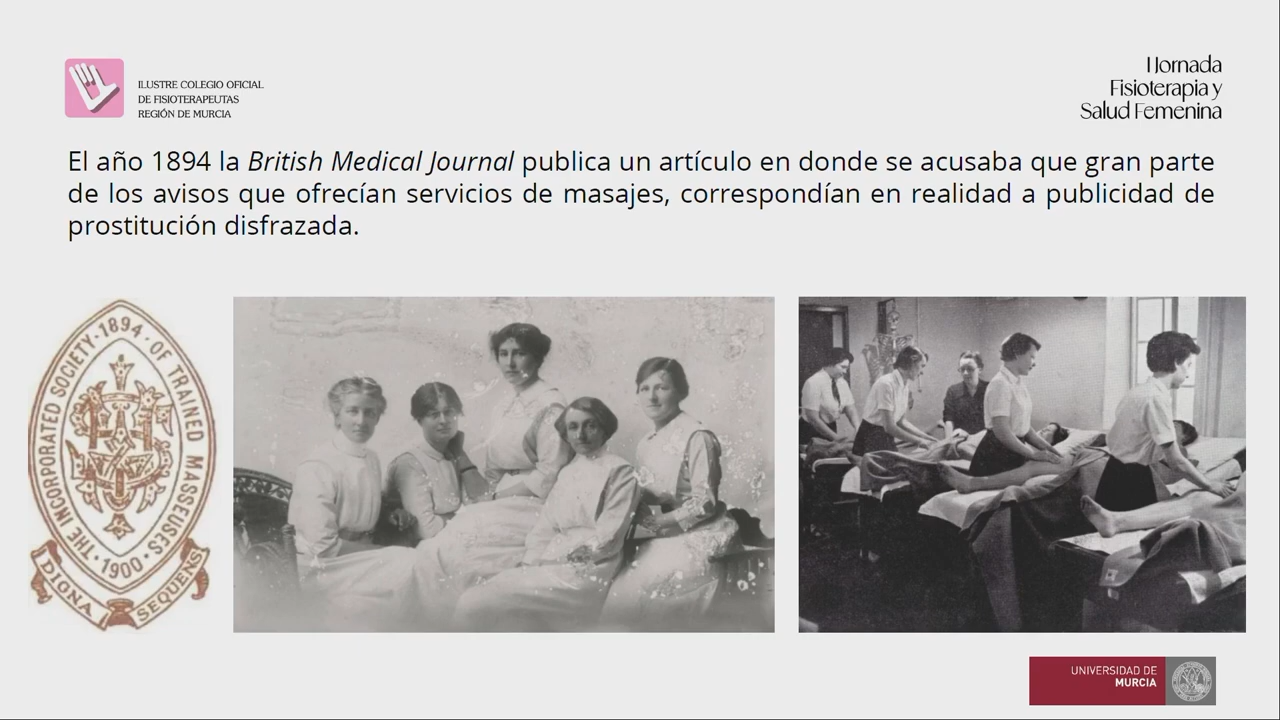 ILUSTRE COLEGIO OFICIAL
DE FISIOTERAPEUTAS
REGIÓN DE MURCIA
I Jornada
Fisioterapia y
Salud Femenina
El año 1894 la British Medical Journal publica un artículo en donde se acusaba que gran parte
de los avisos que ofrecían servicios de masajes, correspondían en realidad a publicidad de
prostitución disfrazada.
·THE INCORPORATED SOCIETY·1894·OF TRAINED MASSEUSES·1900·
DIGNA SEQUENS
UNIVERSIDAD DE
MURCIA